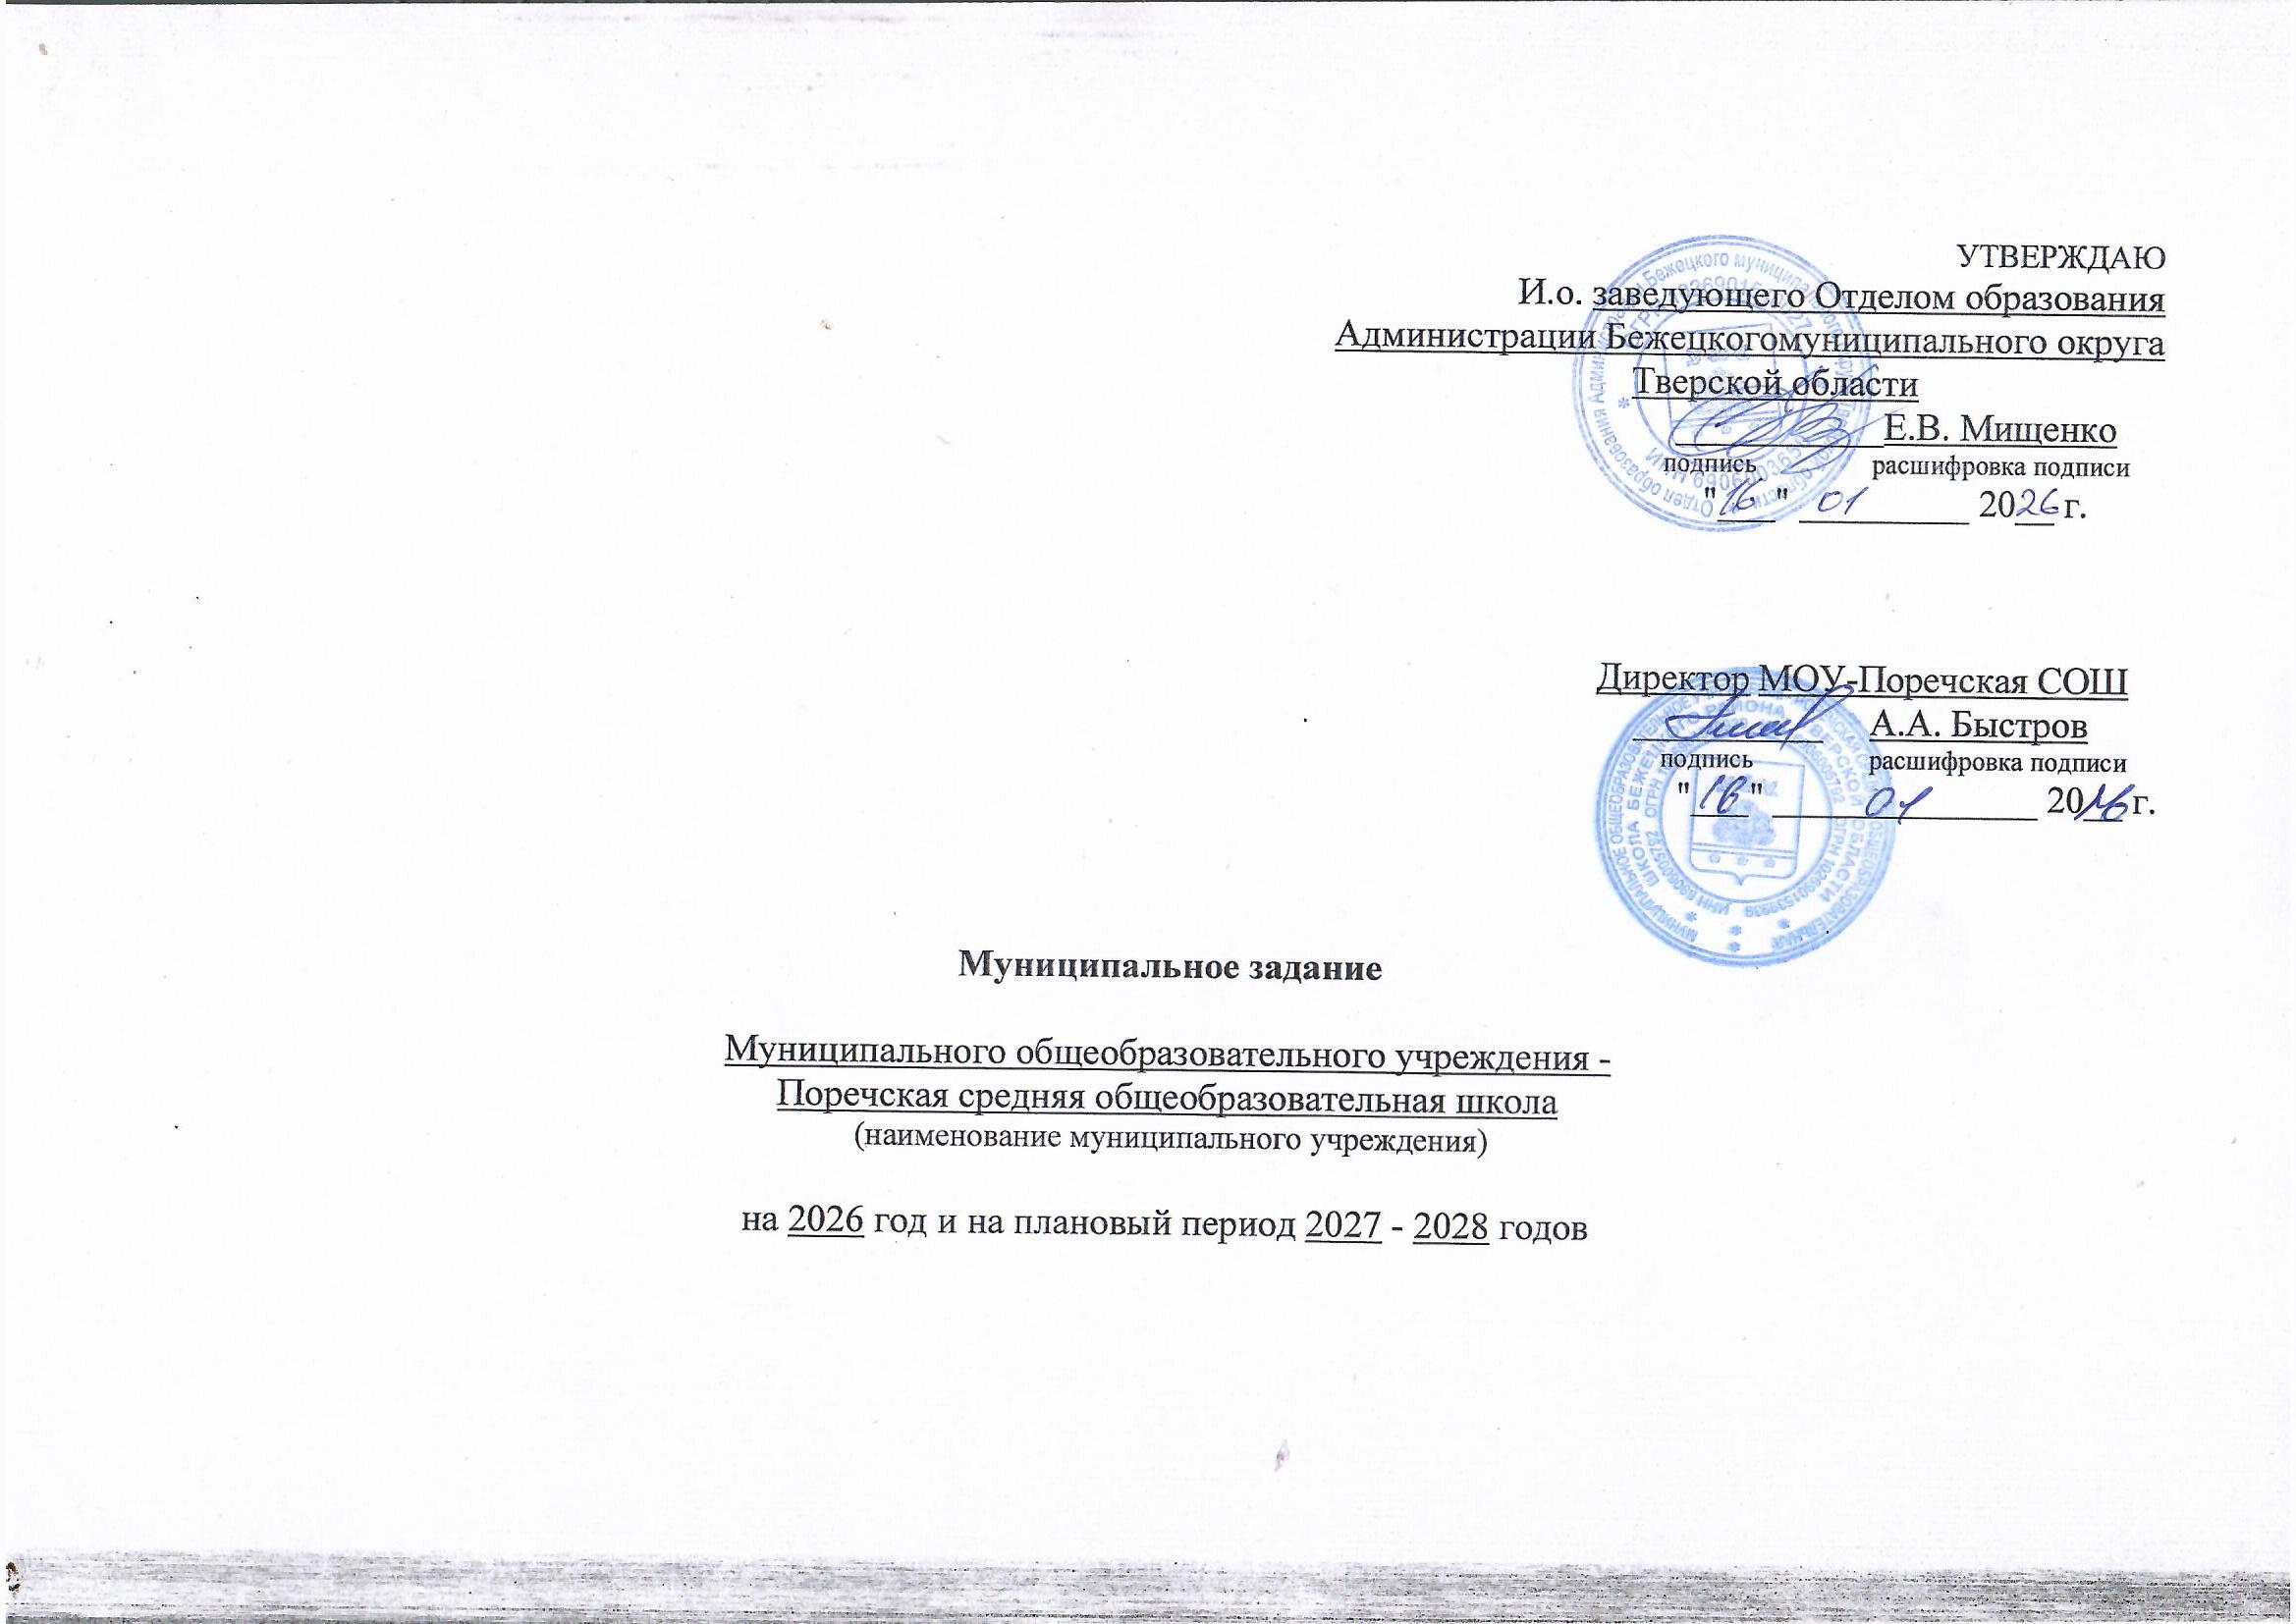 УТВЕРЖДАЮ
И.о. заведующего Отделом образования
Администрации Бежецкогомуниципального округа
Тверской области
Е.В. Мищенко
подпись расшифровка подписи
"16" 01 2026 г.
Директор МОУ-Поречская СОШ
А.А. Быстров
подпись расшифровка подписи
"16" 01 20 г.
Муниципальное задание
Муниципального общеобразовательного учреждения -
Поречская средняя общеобразовательная школа
(наименование муниципального учреждения)
на 2026 год и на плановый период 2027 - 2028 годов